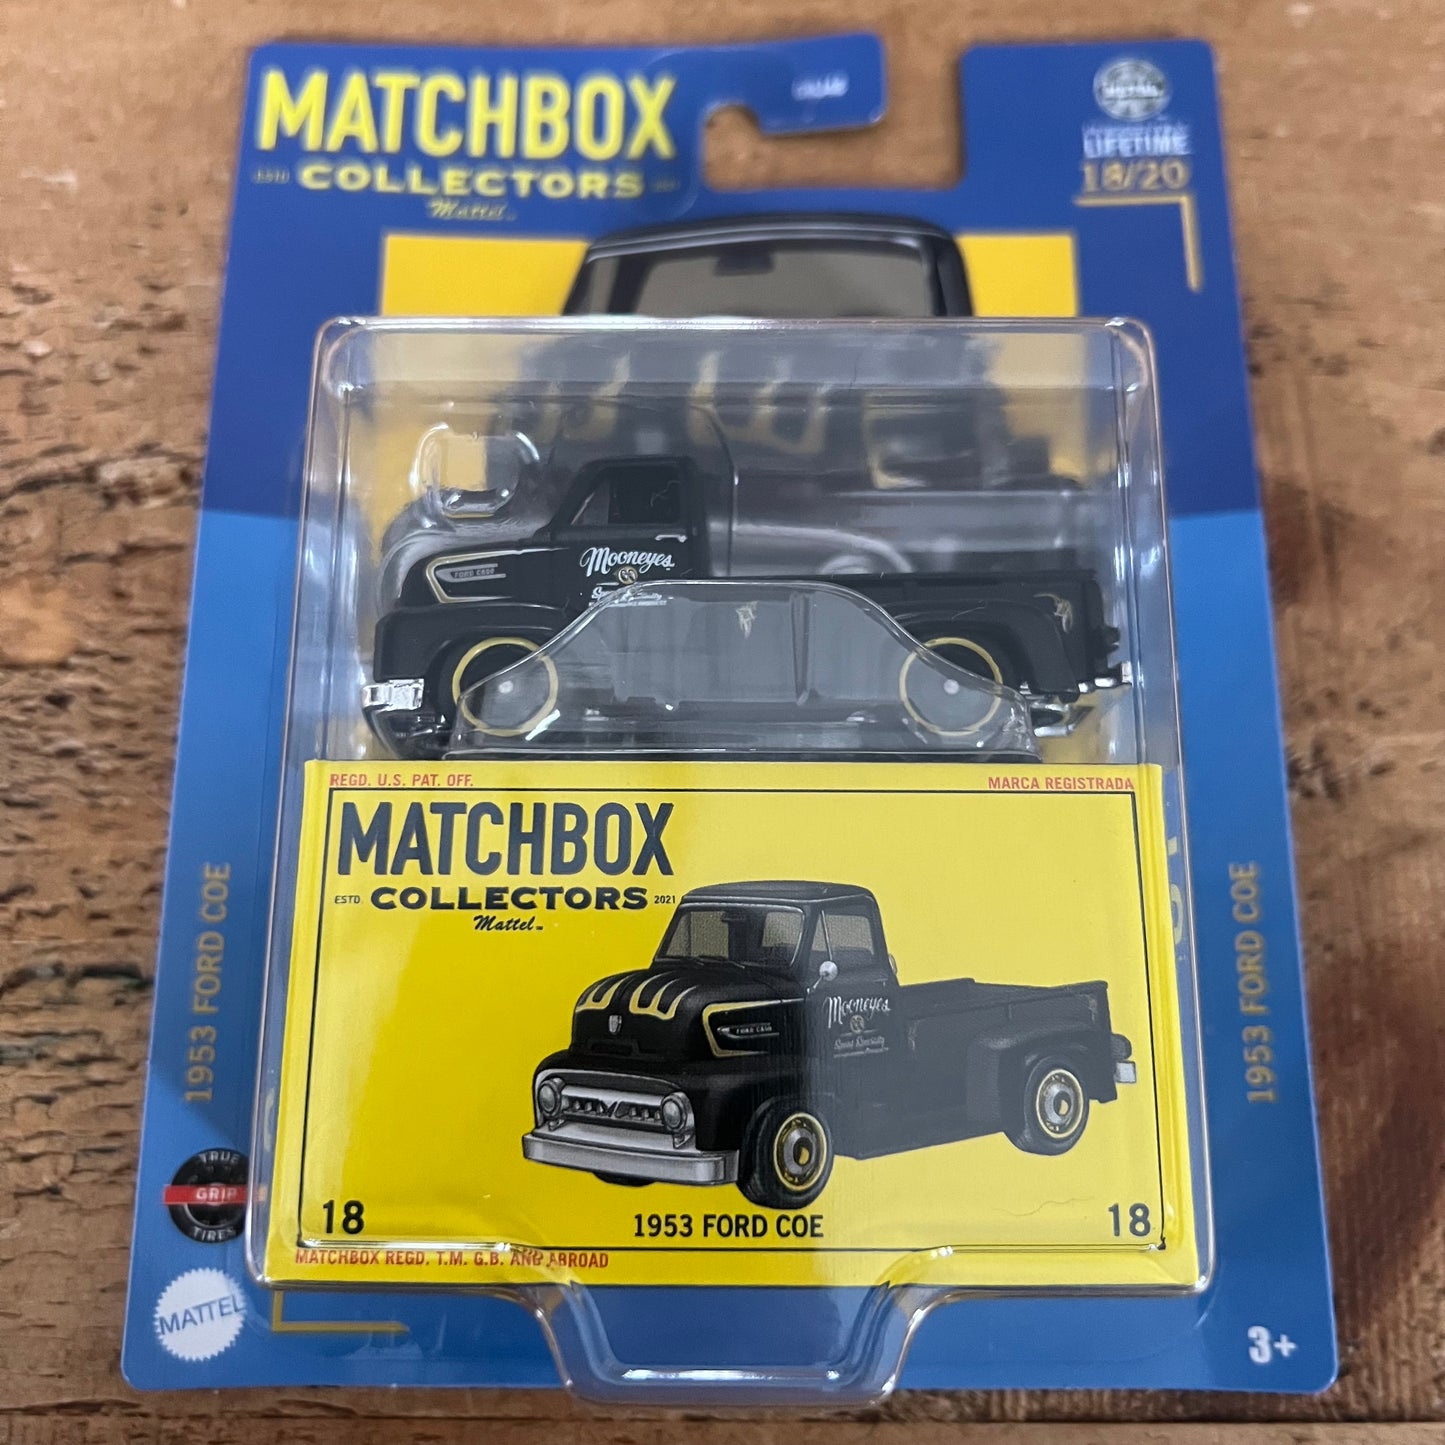 MATCHBOX
COLLECTORS
Mattel
LIFETIME
18/20
FORD C600
Mooneyes
REGD. U.S. PAT. OFF.
MARCA REGISTRADA
MATCHBOX
ESTD. COLLECTORS 2021
Mattel
FORD C600
Mooneyes
Speed Specialty
1953 FORD COE
1953 FORD COE
TRUE
GRIP
TIRES
18
1953 FORD COE
18
MATCHBOX REGD. T.M. G.B. AND ABROAD
MATTEL
3+